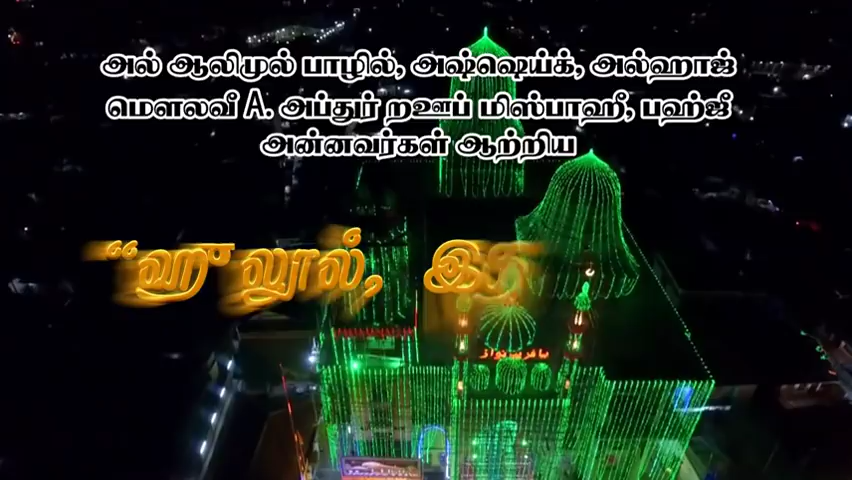 அல் ஆலிமுல் பாழில், அஷ்ஷெய்க், அல்ஹாஜ்
மௌலவீ A. அப்துர் றஊப் மிஸ்பாஹீ, பஹ்ஜீ
அன்னவர்கள் ஆற்றிய
“ஹுலூல்,